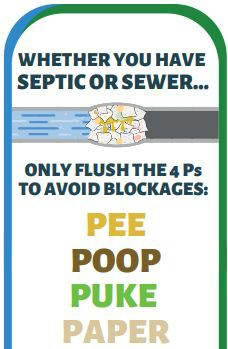 WHETHER YOU HAVE
SEPTIC OR SEWER...
ONLY FLUSH THE 4 Ps
TO AVOID BLOCKAGES:
PEE
POOP
PUKE
PAPER